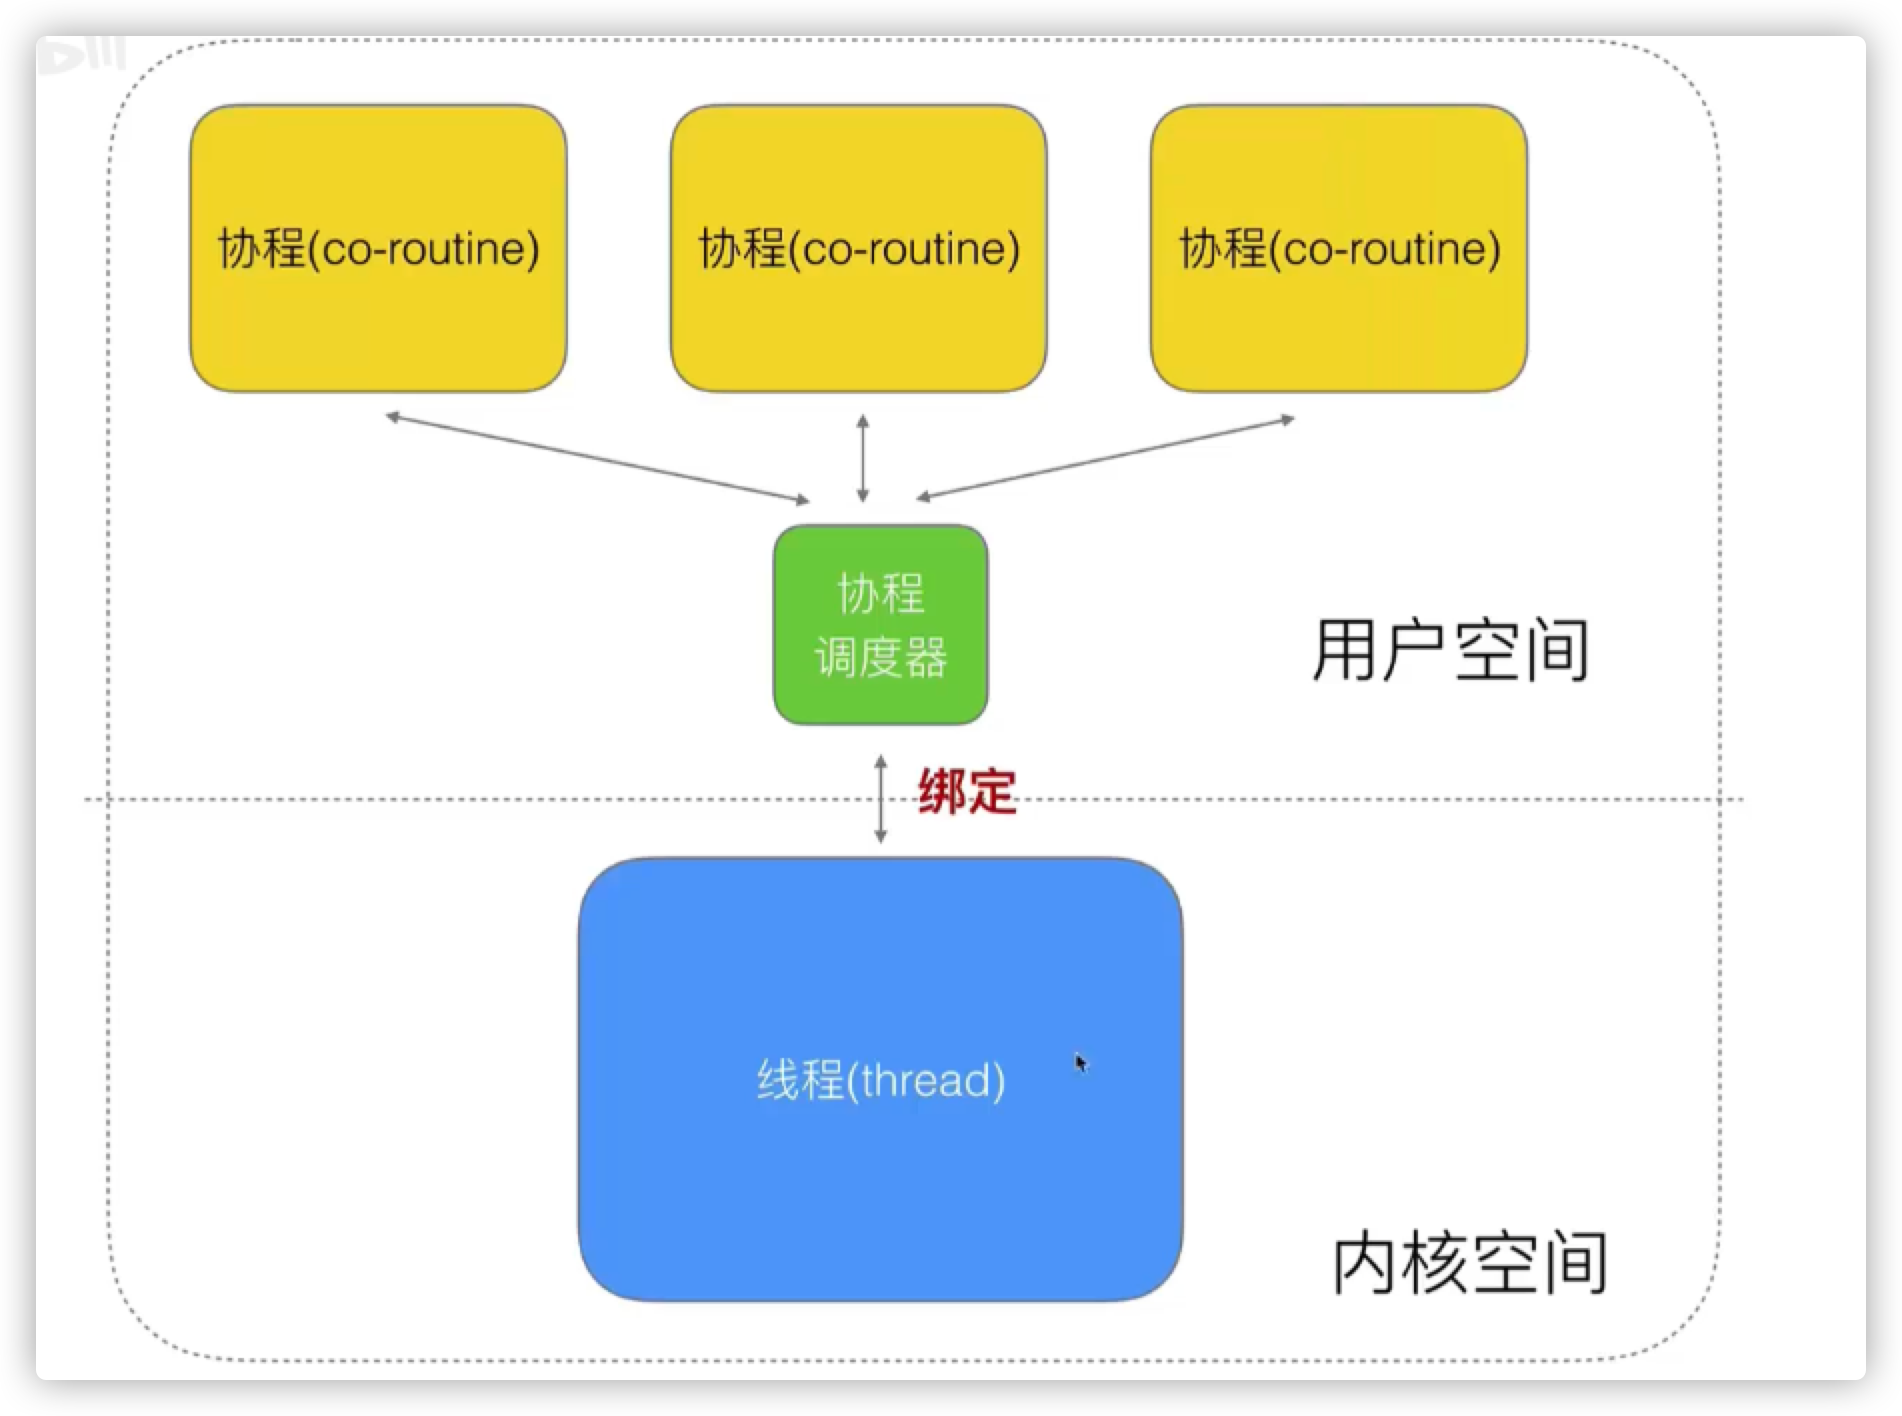 协程(co-routine)
协程(co-routine)
协程(co-routine)
协程
调度器
用户空间
绑定
线程(thread)
内核空间